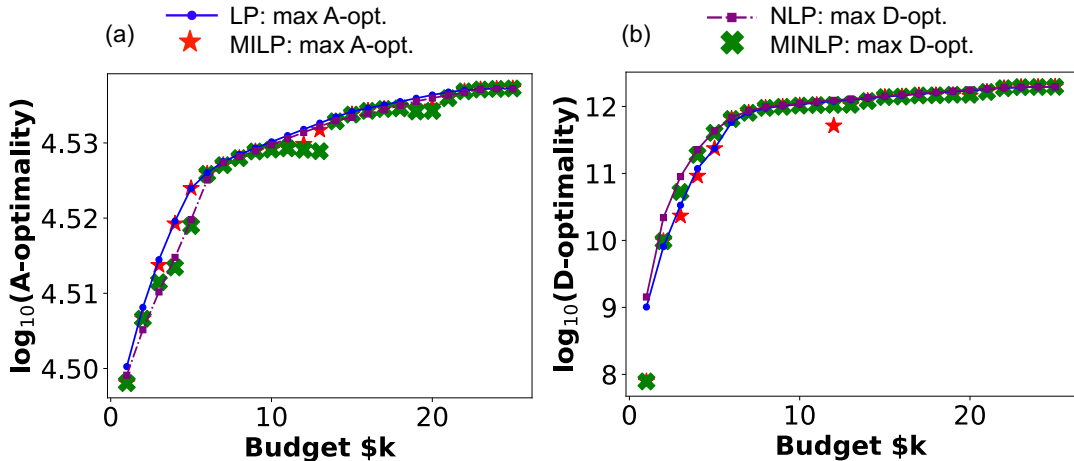 (a)
LP: max A-opt.
MILP: max A-opt.
(b)
NLP: max D-opt.
MINLP: max D-opt.
log10(A-optimality)
4.53
4.52
4.51
4.50
0
10
20
Budget $k
log10(D-optimality)
12
11
10
9
8
0
10
20
Budget $k